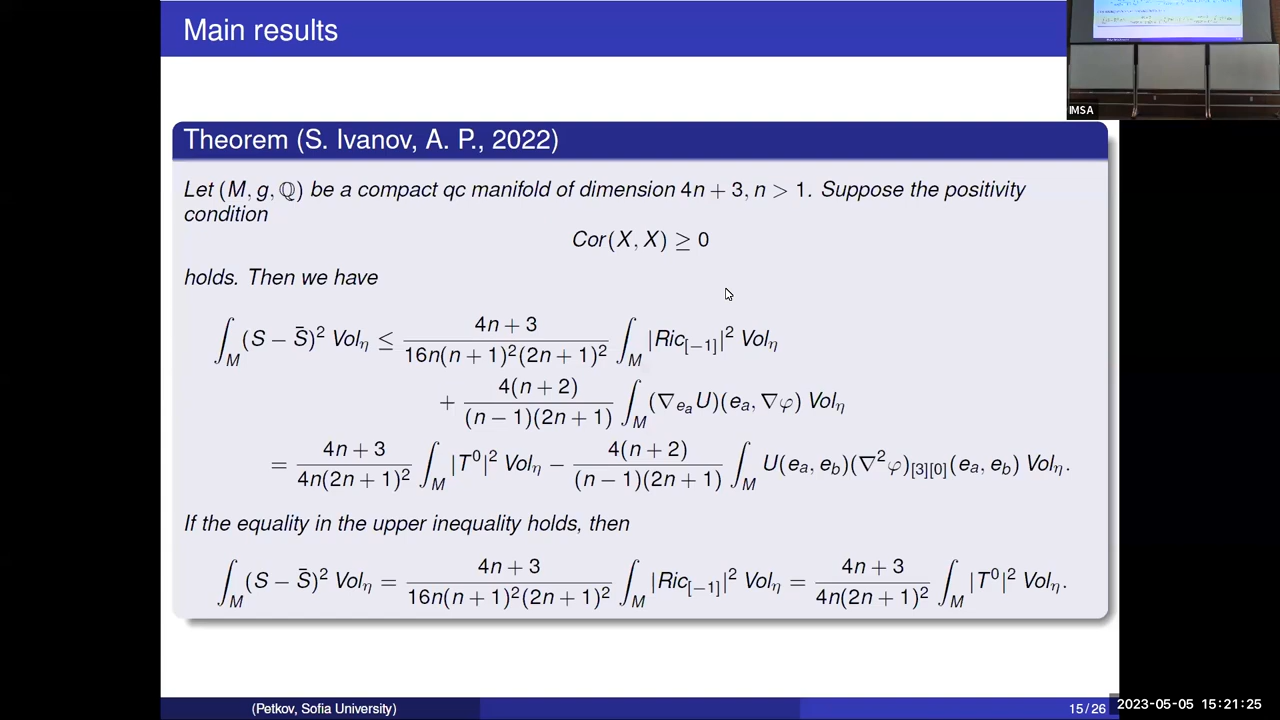 Main results
IMSA
Theorem (S. Ivanov, A. P., 2022)
Let (M, g, ℚ) be a compact qc manifold of dimension 4n + 3, n > 1. Suppose the positivity
condition
Cor(X, X) ≥ 0
holds. Then we have
∫_M (S − S̄)² Vol_η ≤ (4n + 3)/(16n(n + 1)²(2n + 1)²) ∫_M |Ric_[−1]|² Vol_η
+ (4(n + 2))/((n − 1)(2n + 1)) ∫_M (∇_{e_a} U)(e_a, ∇φ) Vol_η
= (4n + 3)/(4n(2n + 1)²) ∫_M |T⁰|² Vol_η − (4(n + 2))/((n − 1)(2n + 1)) ∫_M U(e_a, e_b)(∇²φ)_[3][0](e_a, e_b) Vol_η.
If the equality in the upper inequality holds, then
∫_M (S − S̄)² Vol_η = (4n + 3)/(16n(n + 1)²(2n + 1)²) ∫_M |Ric_[−1]|² Vol_η = (4n + 3)/(4n(2n + 1)²) ∫_M |T⁰|² Vol_η.
(Petkov, Sofia University)
15 / 26
2023-05-05 15:21:25